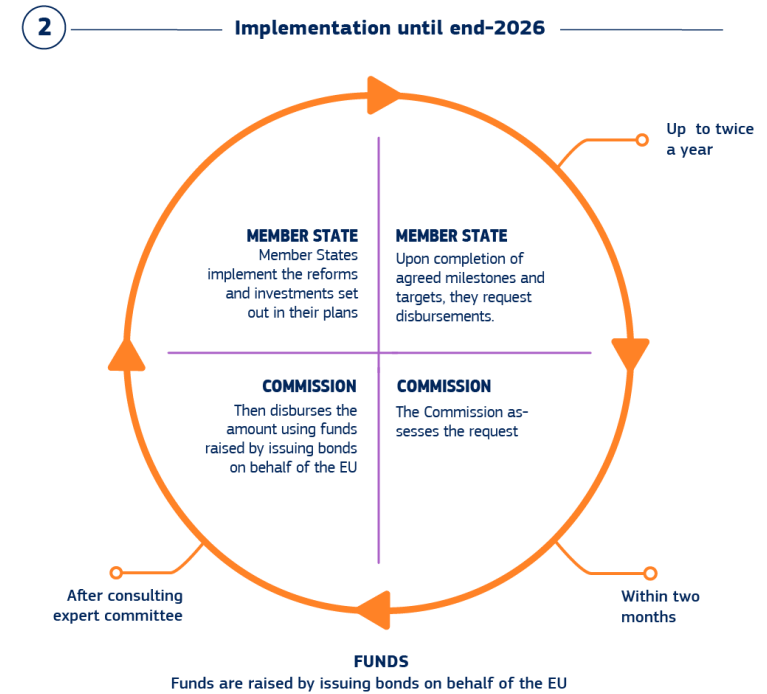 2
Implementation until end-2026
Up to twice
a year
MEMBER STATE
Member States
implement the reforms
and investments set
out in their plans
MEMBER STATE
Upon completion of
agreed milestones and
targets, they request
disbursements.
COMMISSION
Then disburses the
amount using funds
raised by issuing bonds
on behalf of the EU
COMMISSION
The Commission as-
sesses the request
After consulting
expert committee
Within two
months
FUNDS
Funds are raised by issuing bonds on behalf of the EU